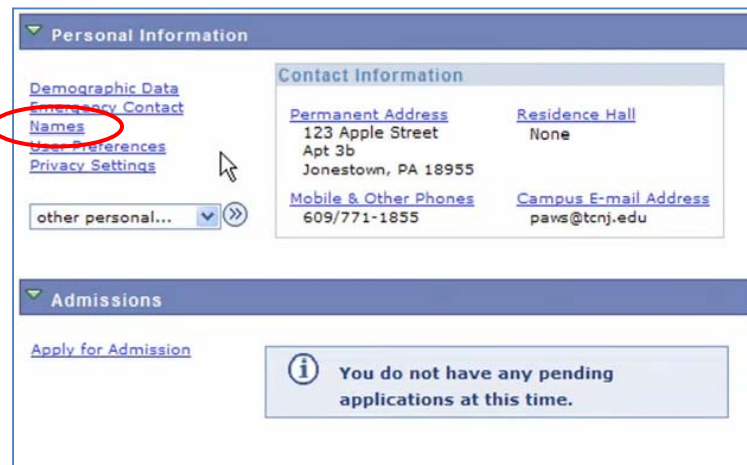 Personal Information
Demographic Data
Emergency Contact
Names
User Preferences
Privacy Settings
other personal...
Contact Information
Permanent Address
123 Apple Street
Apt 3b
Jonestown, PA 18955
Residence Hall
None
Mobile & Other Phones
609/771-1855
Campus E-mail Address
paws@tcnj.edu
Admissions
Apply for Admission
You do not have any pending
applications at this time.